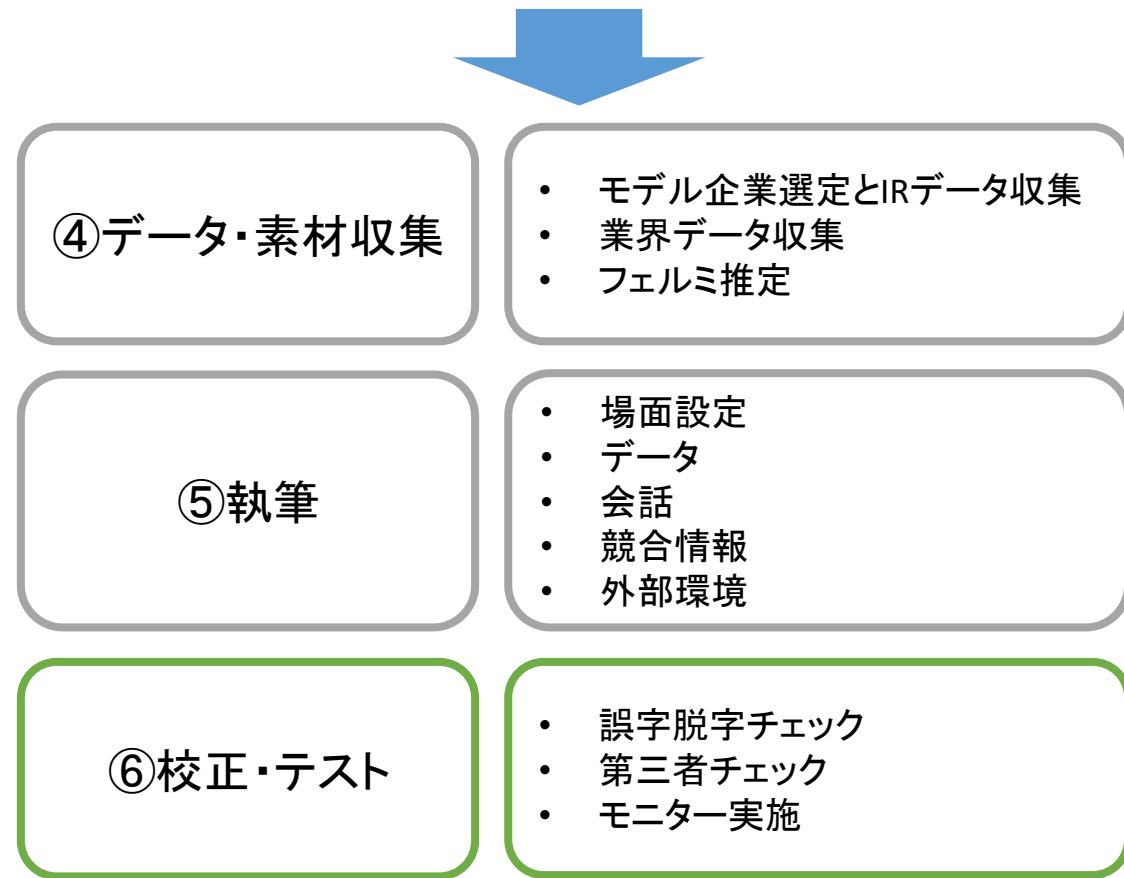 ④データ・素材収集
• モデル企業選定とIRデータ収集
• 業界データ収集
• フェルミ推定
⑤執筆
• 場面設定
• データ
• 会話
• 競合情報
• 外部環境
⑥校正・テスト
• 誤字脱字チェック
• 第三者チェック
• モニター実施